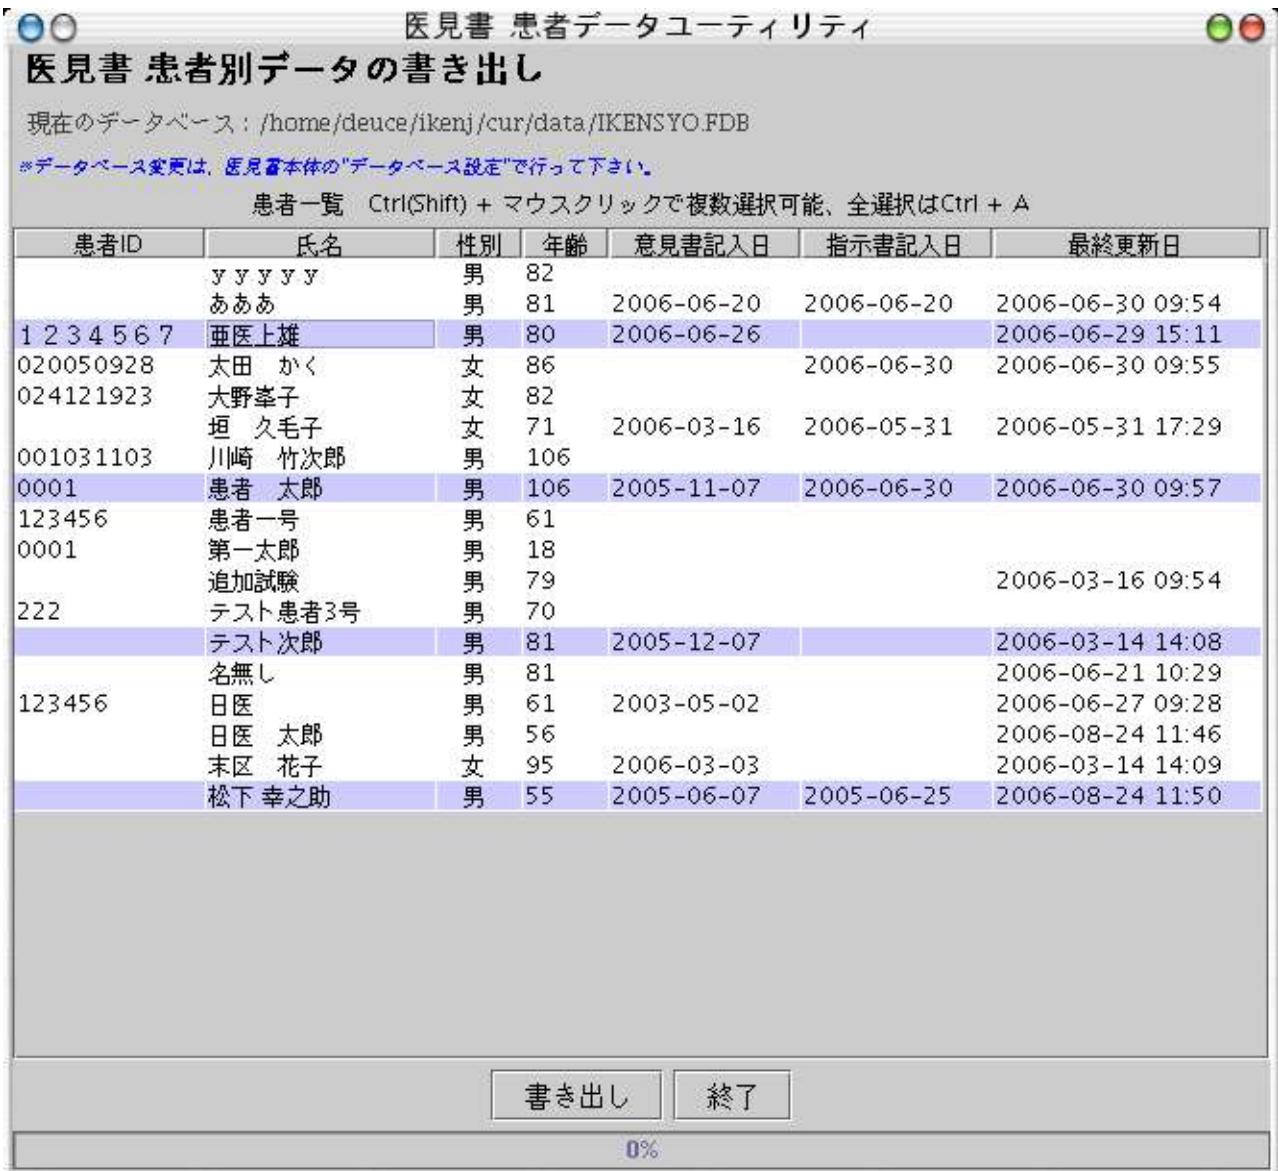 医見書 患者データユーティリティ
医見書 患者別データの書き出し
現在のデータベース：/home/deuce/ikenj/cur/data/IKENSYO.FDB
※データベース変更は、医見書本体の"データベース設定"で行って下さい。
患者一覧　Ctrl(Shift) + マウスクリックで複数選択可能、全選択はCtrl + A
患者ID 氏名 性別 年齢 意見書記入日 指示書記入日 最終更新日
ｙｙｙｙｙ 男 82
あああ 男 81 2006-06-20 2006-06-20 2006-06-30 09:54
１２３４５６７ 亜医上雄 男 80 2006-06-26 2006-06-29 15:11
020050928 太田　かく 女 86 2006-06-30 2006-06-30 09:55
024121923 大野峯子 女 82
垣　久毛子 女 71 2006-03-16 2006-05-31 2006-05-31 17:29
001031103 川崎　竹次郎 男 106
0001 患者　太郎 男 106 2005-11-07 2006-06-30 2006-06-30 09:57
123456 患者一号 男 61
0001 第一太郎 男 18
追加試験 男 79 2006-03-16 09:54
222 テスト患者3号 男 70
テスト次郎 男 81 2005-12-07 2006-03-14 14:08
名無し 男 81 2006-06-21 10:29
123456 日医 男 61 2003-05-02 2006-06-27 09:28
日医　太郎 男 56 2006-08-24 11:46
末区　花子 女 95 2006-03-03 2006-03-14 14:09
松下 幸之助 男 55 2005-06-07 2005-06-25 2006-08-24 11:50
書き出し 終了
0%